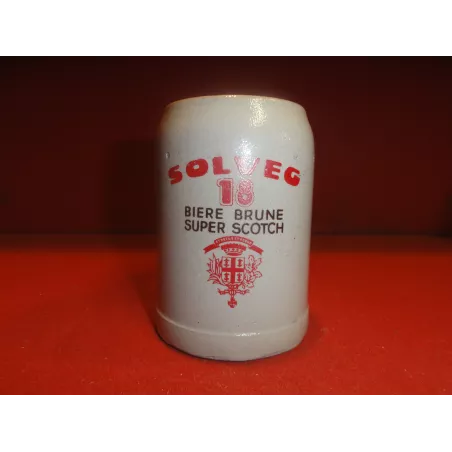 SOLVEG
18
BIERE BRUNE
SUPER SCOTCH